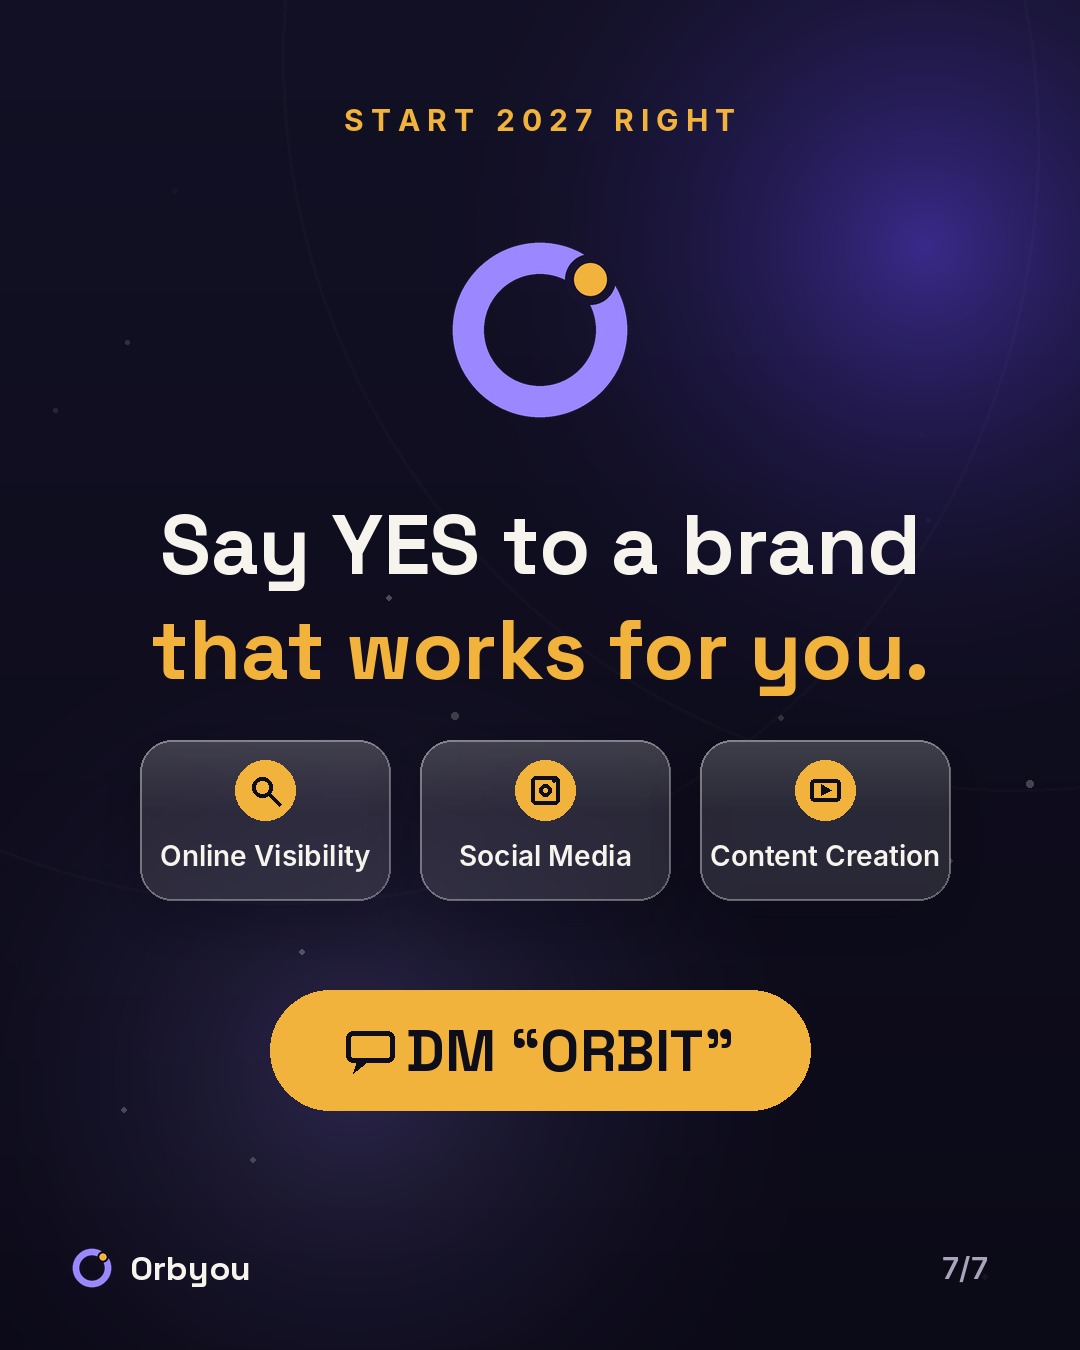 START 2027 RIGHT
Say YES to a brand
that works for you.
Online Visibility
Social Media
Content Creation
DM “ORBIT”
Orbyou
7/7